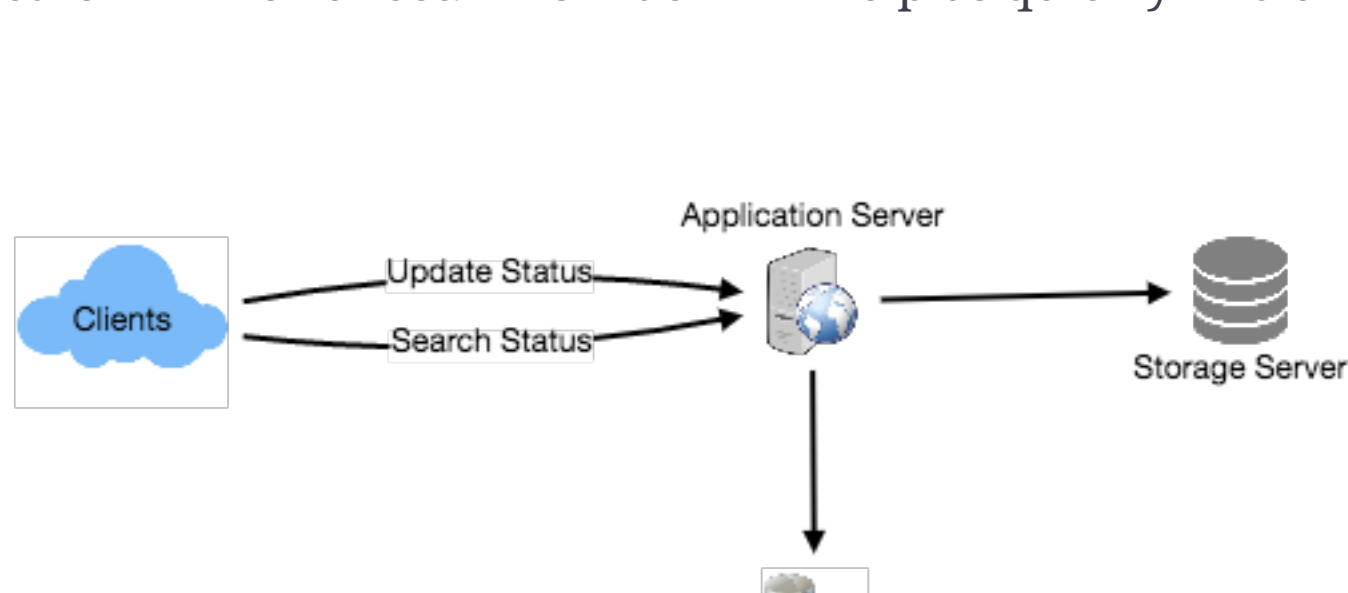 Application Server
Update Status
Clients
Search Status
Storage Server